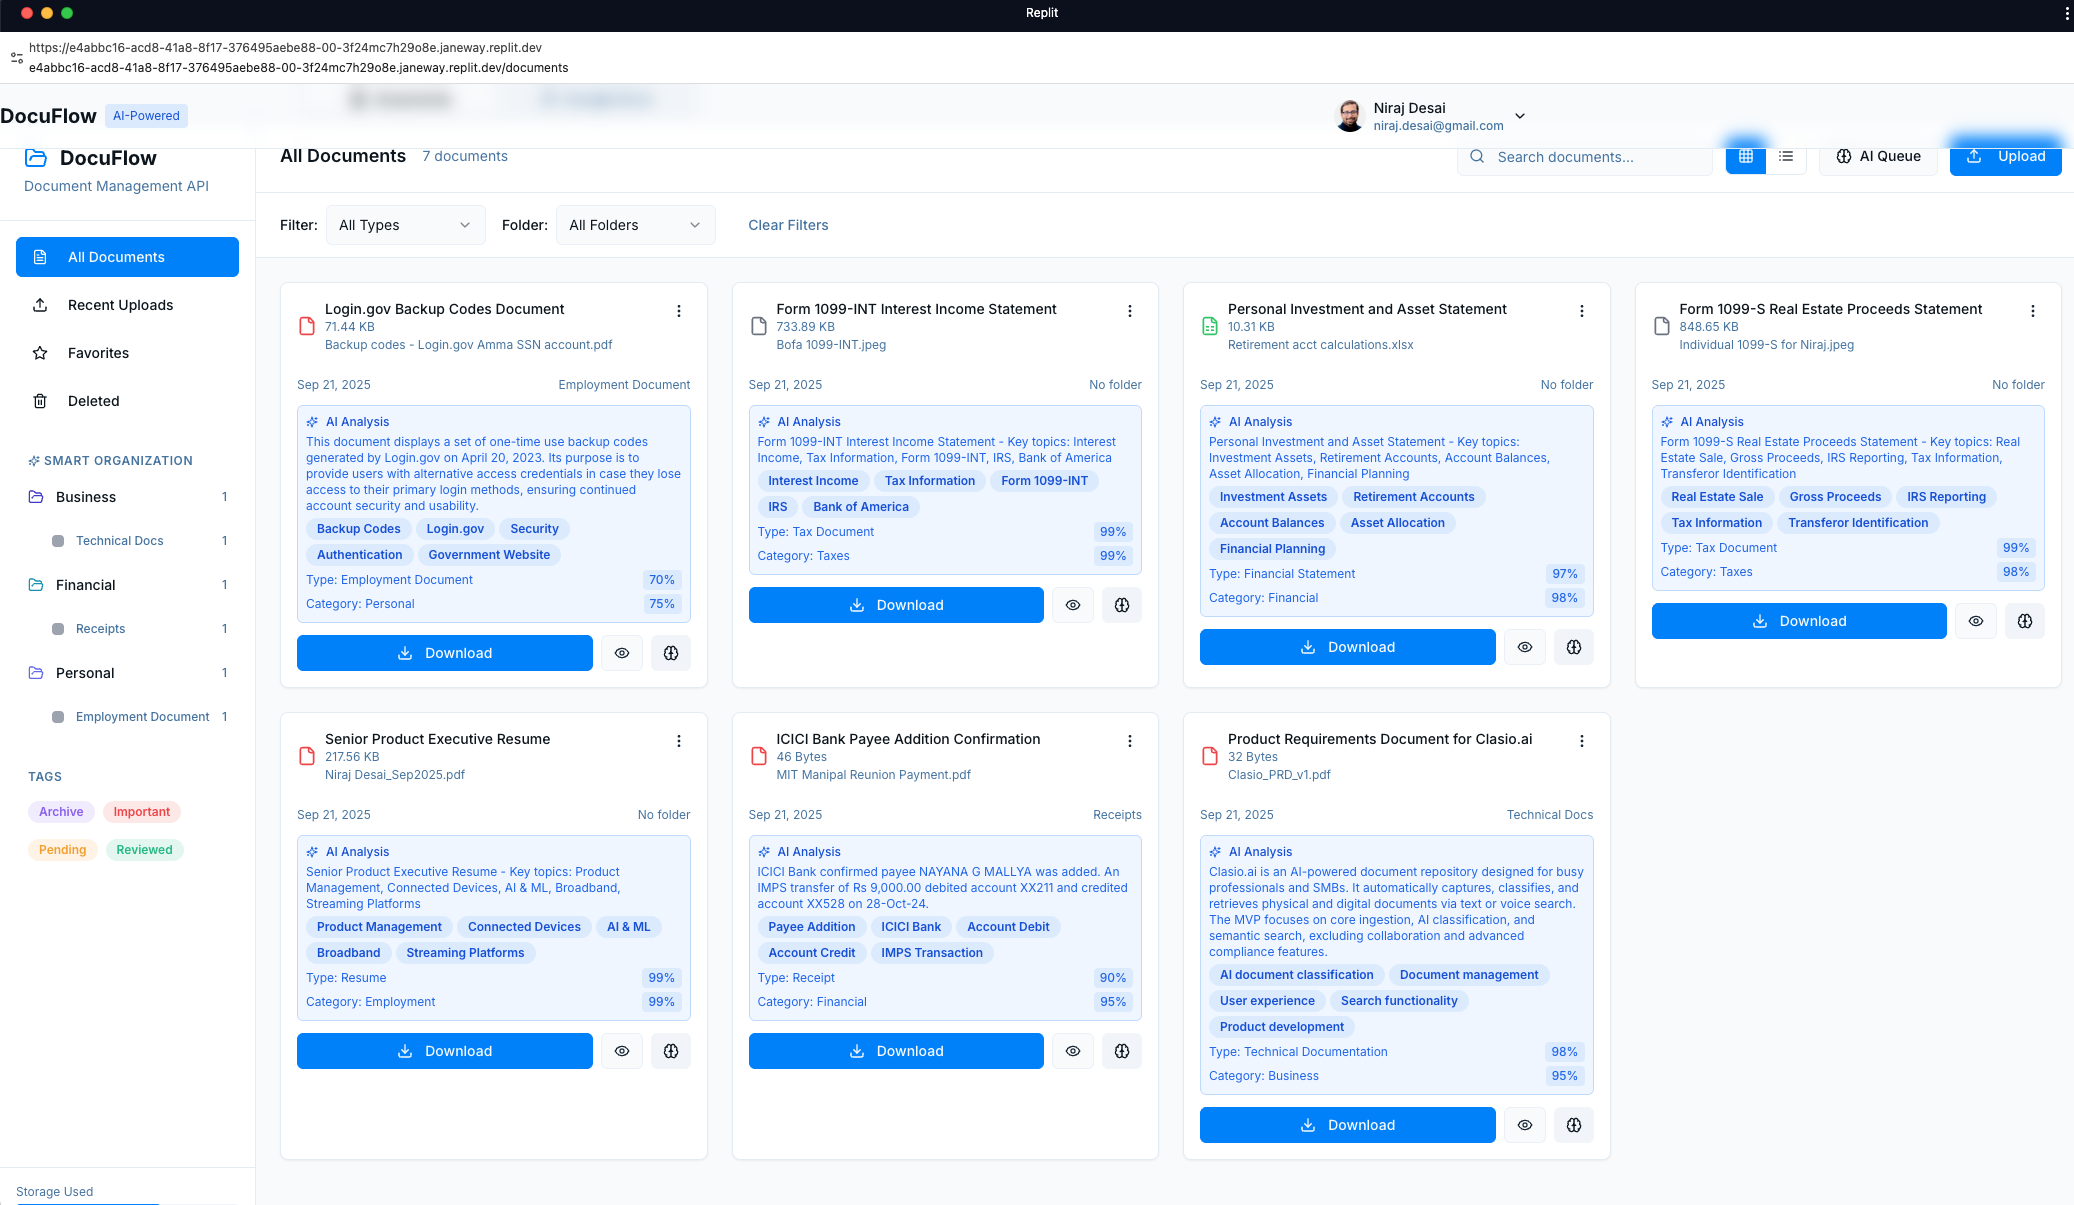 Replit
https://e4abbc16-acd8-41a8-8f17-376495aebe88-00-3f24mc7h29o8e.janeway.replit.dev
e4abbc16-acd8-41a8-8f17-376495aebe88-00-3f24mc7h29o8e.janeway.replit.dev/documents
DocuFlow AI-Powered
Niraj Desai
niraj.desai@gmail.com
DocuFlow
Document Management API
All Documents
Recent Uploads
Favorites
Deleted
SMART ORGANIZATION
Business 1
Technical Docs 1
Financial 1
Receipts 1
Personal 1
Employment Document 1
TAGS
Archive Important
Pending Reviewed
Storage Used
All Documents 7 documents
Search documents...
AI Queue
Upload
Filter: All Types Folder: All Folders Clear Filters
Login.gov Backup Codes Document
71.44 KB
Backup codes - Login.gov Amma SSN account.pdf
Sep 21, 2025 Employment Document
AI Analysis
This document displays a set of one-time use backup codes
generated by Login.gov on April 20, 2023. Its purpose is to
provide users with alternative access credentials in case they lose
access to their primary login methods, ensuring continued
account security and usability.
Backup Codes Login.gov Security
Authentication Government Website
Type: Employment Document 70%
Category: Personal 75%
Download
Form 1099-INT Interest Income Statement
733.89 KB
Bofa 1099-INT.jpeg
Sep 21, 2025 No folder
AI Analysis
Form 1099-INT Interest Income Statement - Key topics: Interest
Income, Tax Information, Form 1099-INT, IRS, Bank of America
Interest Income Tax Information Form 1099-INT
IRS Bank of America
Type: Tax Document 99%
Category: Taxes 99%
Download
Personal Investment and Asset Statement
10.31 KB
Retirement acct calculations.xlsx
Sep 21, 2025 No folder
AI Analysis
Personal Investment and Asset Statement - Key topics:
Investment Assets, Retirement Accounts, Account Balances,
Asset Allocation, Financial Planning
Investment Assets Retirement Accounts
Account Balances Asset Allocation
Financial Planning
Type: Financial Statement 97%
Category: Financial 98%
Download
Form 1099-S Real Estate Proceeds Statement
848.65 KB
Individual 1099-S for Niraj.jpeg
Sep 21, 2025 No folder
AI Analysis
Form 1099-S Real Estate Proceeds Statement - Key topics: Real
Estate Sale, Gross Proceeds, IRS Reporting, Tax Information,
Transferor Identification
Real Estate Sale Gross Proceeds IRS Reporting
Tax Information Transferor Identification
Type: Tax Document 99%
Category: Taxes 98%
Download
Senior Product Executive Resume
217.56 KB
Niraj Desai_Sep2025.pdf
Sep 21, 2025 No folder
AI Analysis
Senior Product Executive Resume - Key topics: Product
Management, Connected Devices, AI & ML, Broadband,
Streaming Platforms
Product Management Connected Devices AI & ML
Broadband Streaming Platforms
Type: Resume 99%
Category: Employment 99%
Download
ICICI Bank Payee Addition Confirmation
46 Bytes
MIT Manipal Reunion Payment.pdf
Sep 21, 2025 Receipts
AI Analysis
ICICI Bank confirmed payee NAYANA G MALLYA was added. An
IMPS transfer of Rs 9,000.00 debited account XX211 and credited
account XX528 on 28-Oct-24.
Payee Addition ICICI Bank Account Debit
Account Credit IMPS Transaction
Type: Receipt 90%
Category: Financial 95%
Download
Product Requirements Document for Clasio.ai
32 Bytes
Clasio_PRD_v1.pdf
Sep 21, 2025 Technical Docs
AI Analysis
Clasio.ai is an AI-powered document repository designed for busy
professionals and SMBs. It automatically captures, classifies, and
retrieves physical and digital documents via text or voice search.
The MVP focuses on core ingestion, AI classification, and
semantic search, excluding collaboration and advanced
compliance features.
AI document classification Document management
User experience Search functionality
Product development
Type: Technical Documentation 98%
Category: Business 95%
Download